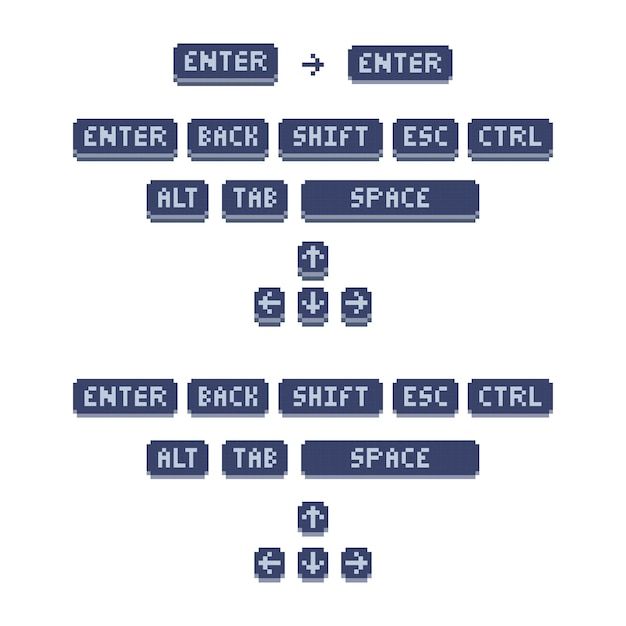 ENTER → ENTER
ENTER BACK SHIFT ESC CTRL
ALT TAB SPACE
↑
← ↓ →
ENTER BACK SHIFT ESC CTRL
ALT TAB SPACE
↑
← ↓ →